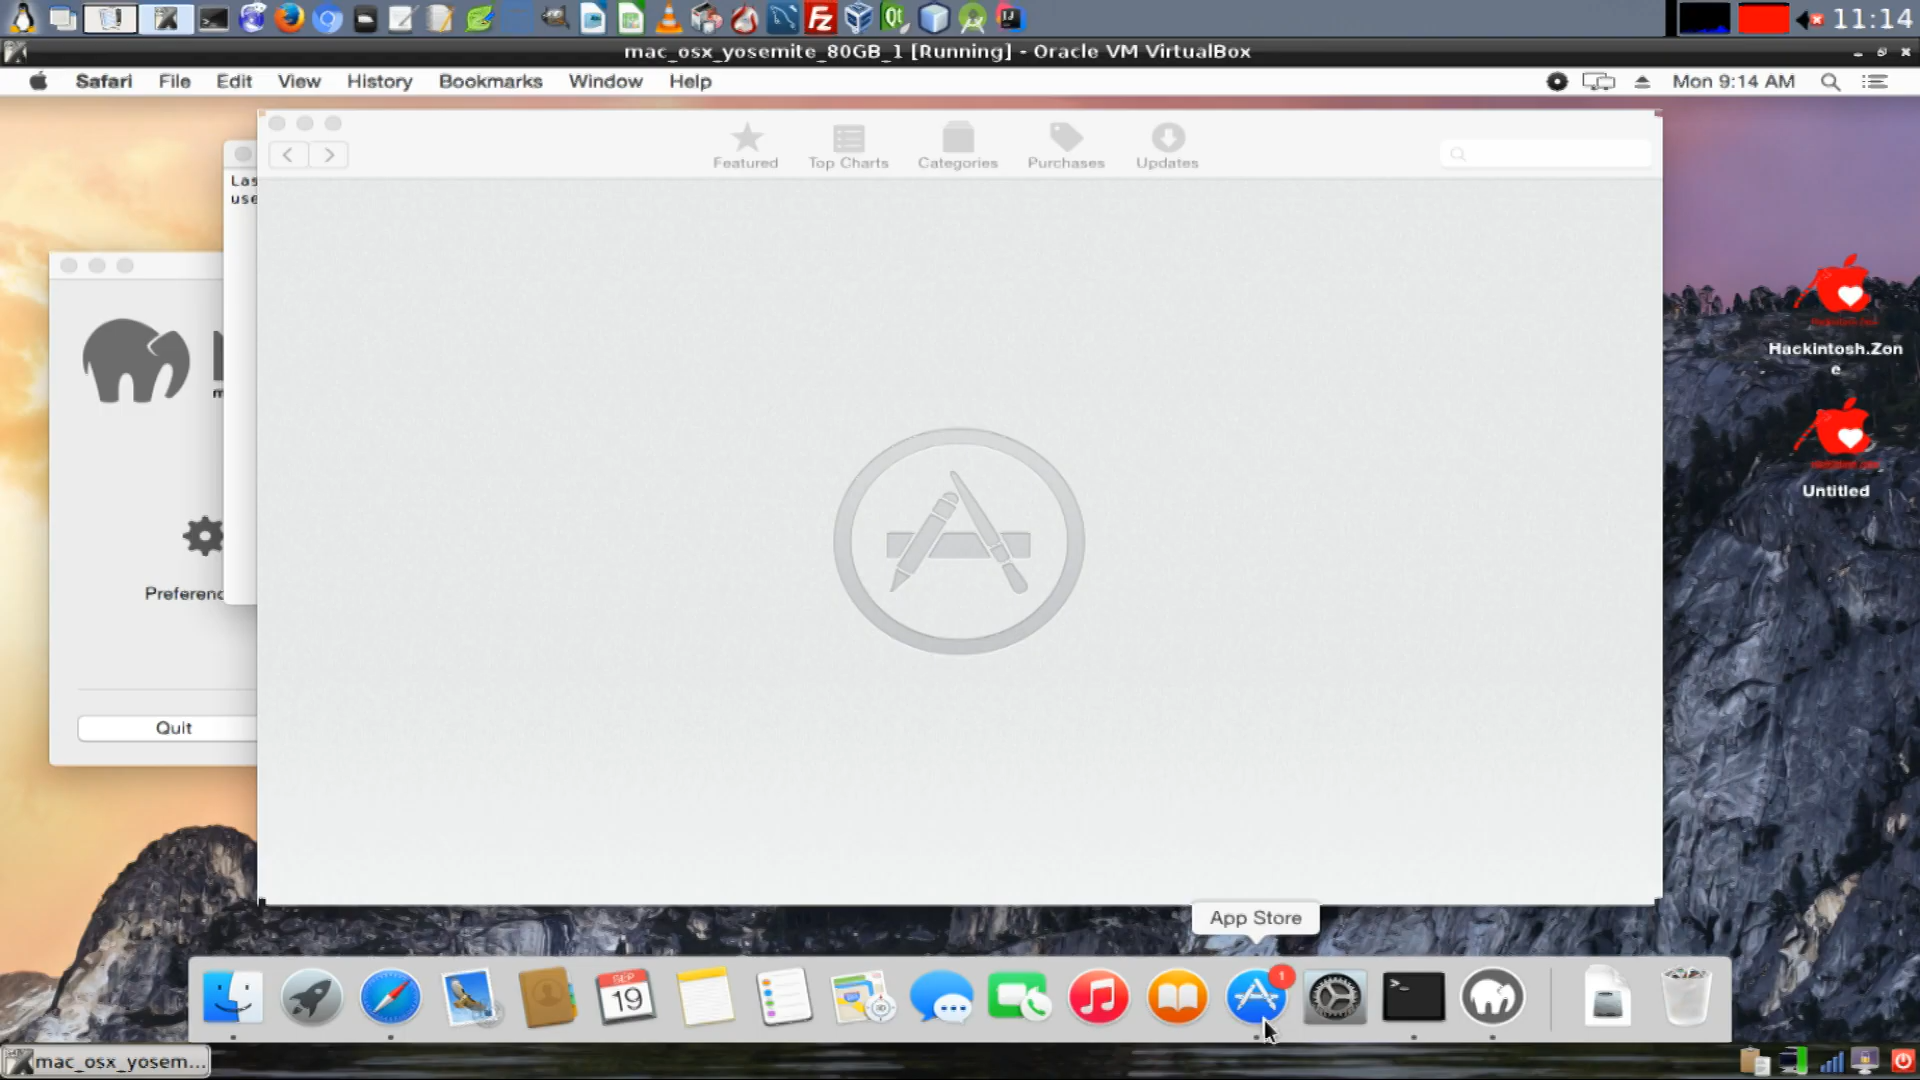 11:14
mac_osx_yosemite_80GB_1 [Running] - Oracle VM VirtualBox
Safari File Edit View History Bookmarks Window Help
Mon 9:14 AM
Featured
Top Charts
Categories
Purchases
Updates
Las
use
Hackintosh.Zon
e
Untitled
Preferenc
Quit
App Store
SEP
19
1
mac_osx_yosem...